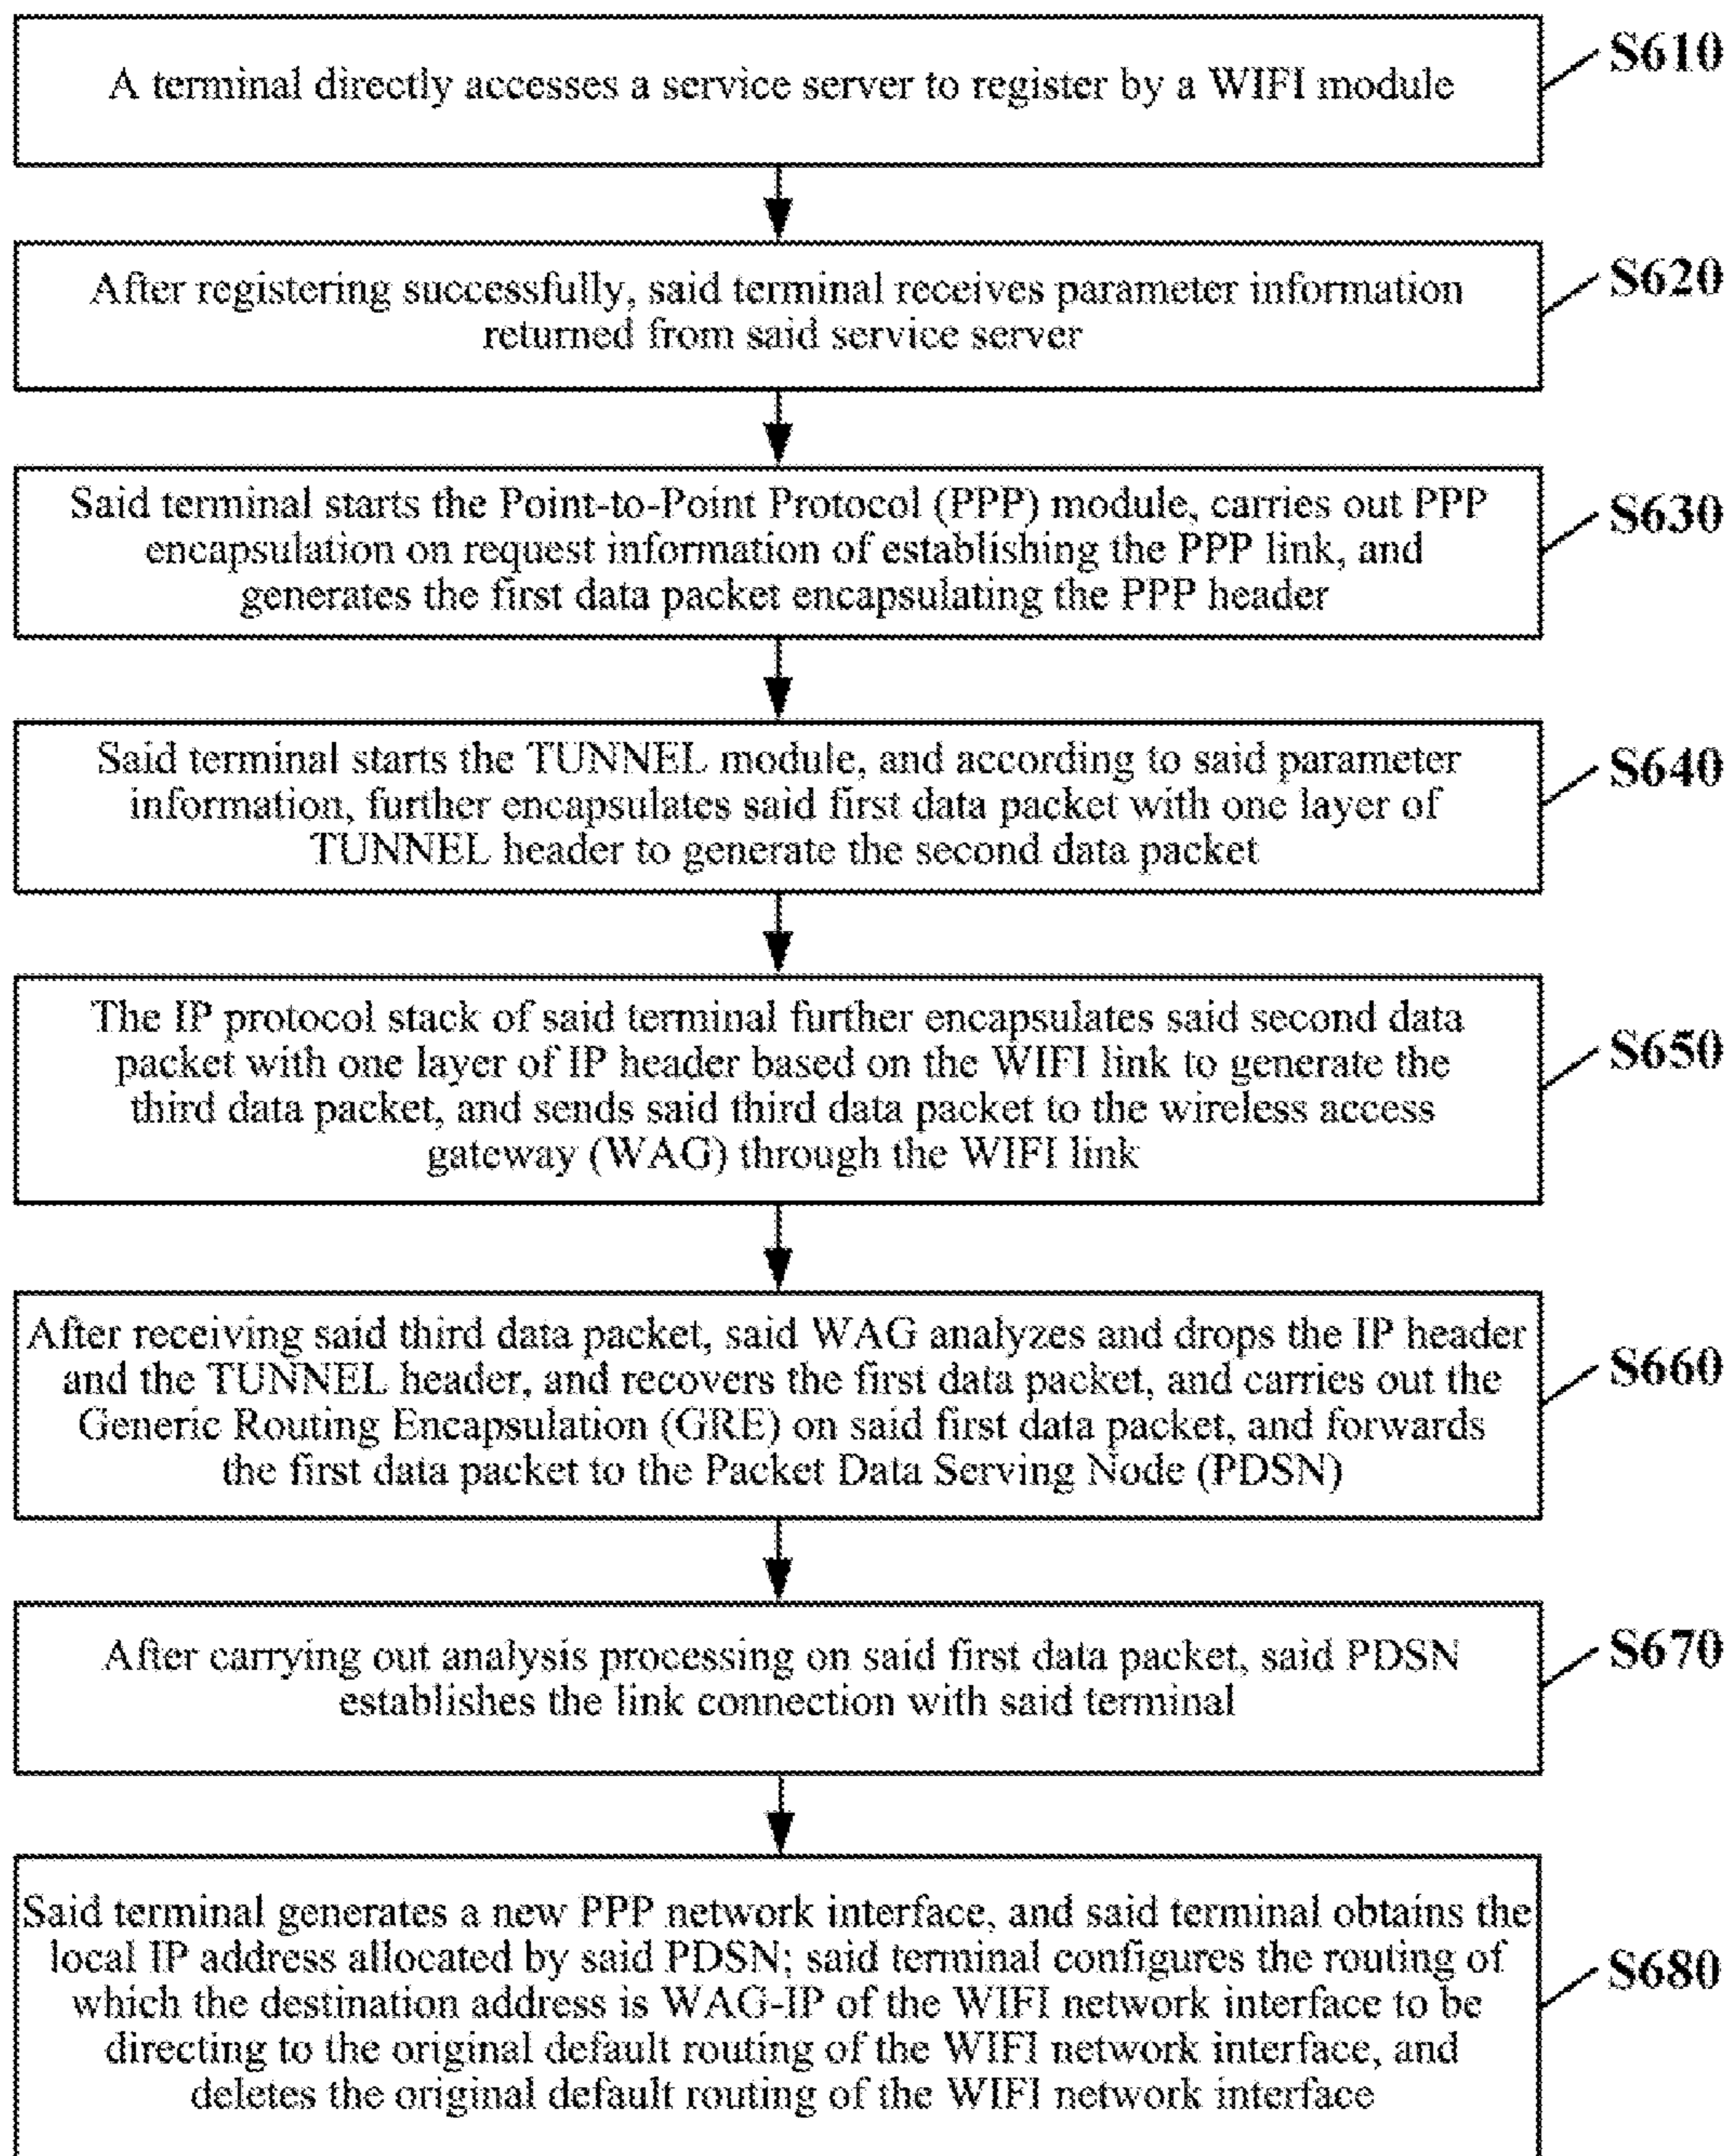 A terminal directly accesses a service server to register by a WIFI module
S610
After registering successfully, said terminal receives parameter information
returned from said service server
S620
Said terminal starts the Point-to-Point Protocol (PPP) module, carries out PPP
encapsulation on request information of establishing the PPP link, and
generates the first data packet encapsulating the PPP header
S630
Said terminal starts the TUNNEL module, and according to said parameter
information, further encapsulates said first data packet with one layer of
TUNNEL header to generate the second data packet
S640
The IP protocol stack of said terminal further encapsulates said second data
packet with one layer of IP header based on the WIFI link to generate the
third data packet, and sends said third data packet to the wireless access
gateway (WAG) through the WIFI link
S650
After receiving said third data packet, said WAG analyzes and drops the IP header
and the TUNNEL header, and recovers the first data packet, and carries out the
Generic Routing Encapsulation (GRE) on said first data packet, and forwards
the first data packet to the Packet Data Serving Node (PDSN)
S660
After carrying out analysis processing on said first data packet, said PDSN
establishes the link connection with said terminal
S670
Said terminal generates a new PPP network interface, and said terminal obtains the
local IP address allocated by said PDSN; said terminal configures the routing of
which the destination address is WAG-IP of the WIFI network interface to be
directing to the original default routing of the WIFI network interface, and
deletes the original default routing of the WIFI network interface
S680